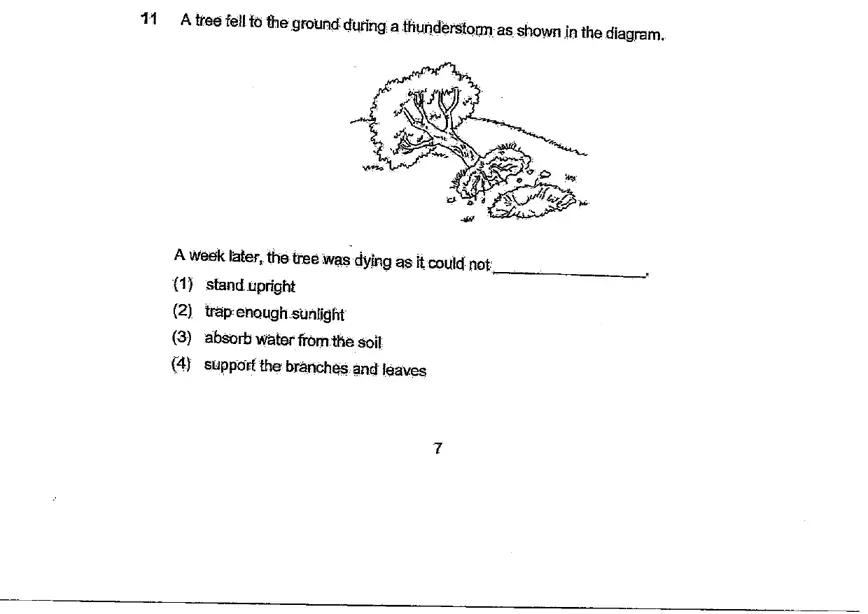 11 A tree fell to the ground during a thunderstorm as shown in the diagram.
A week later, the tree was dying as it could not ____________.
(1) stand upright
(2) trap enough sunlight
(3) absorb water from the soil
(4) support the branches and leaves
7